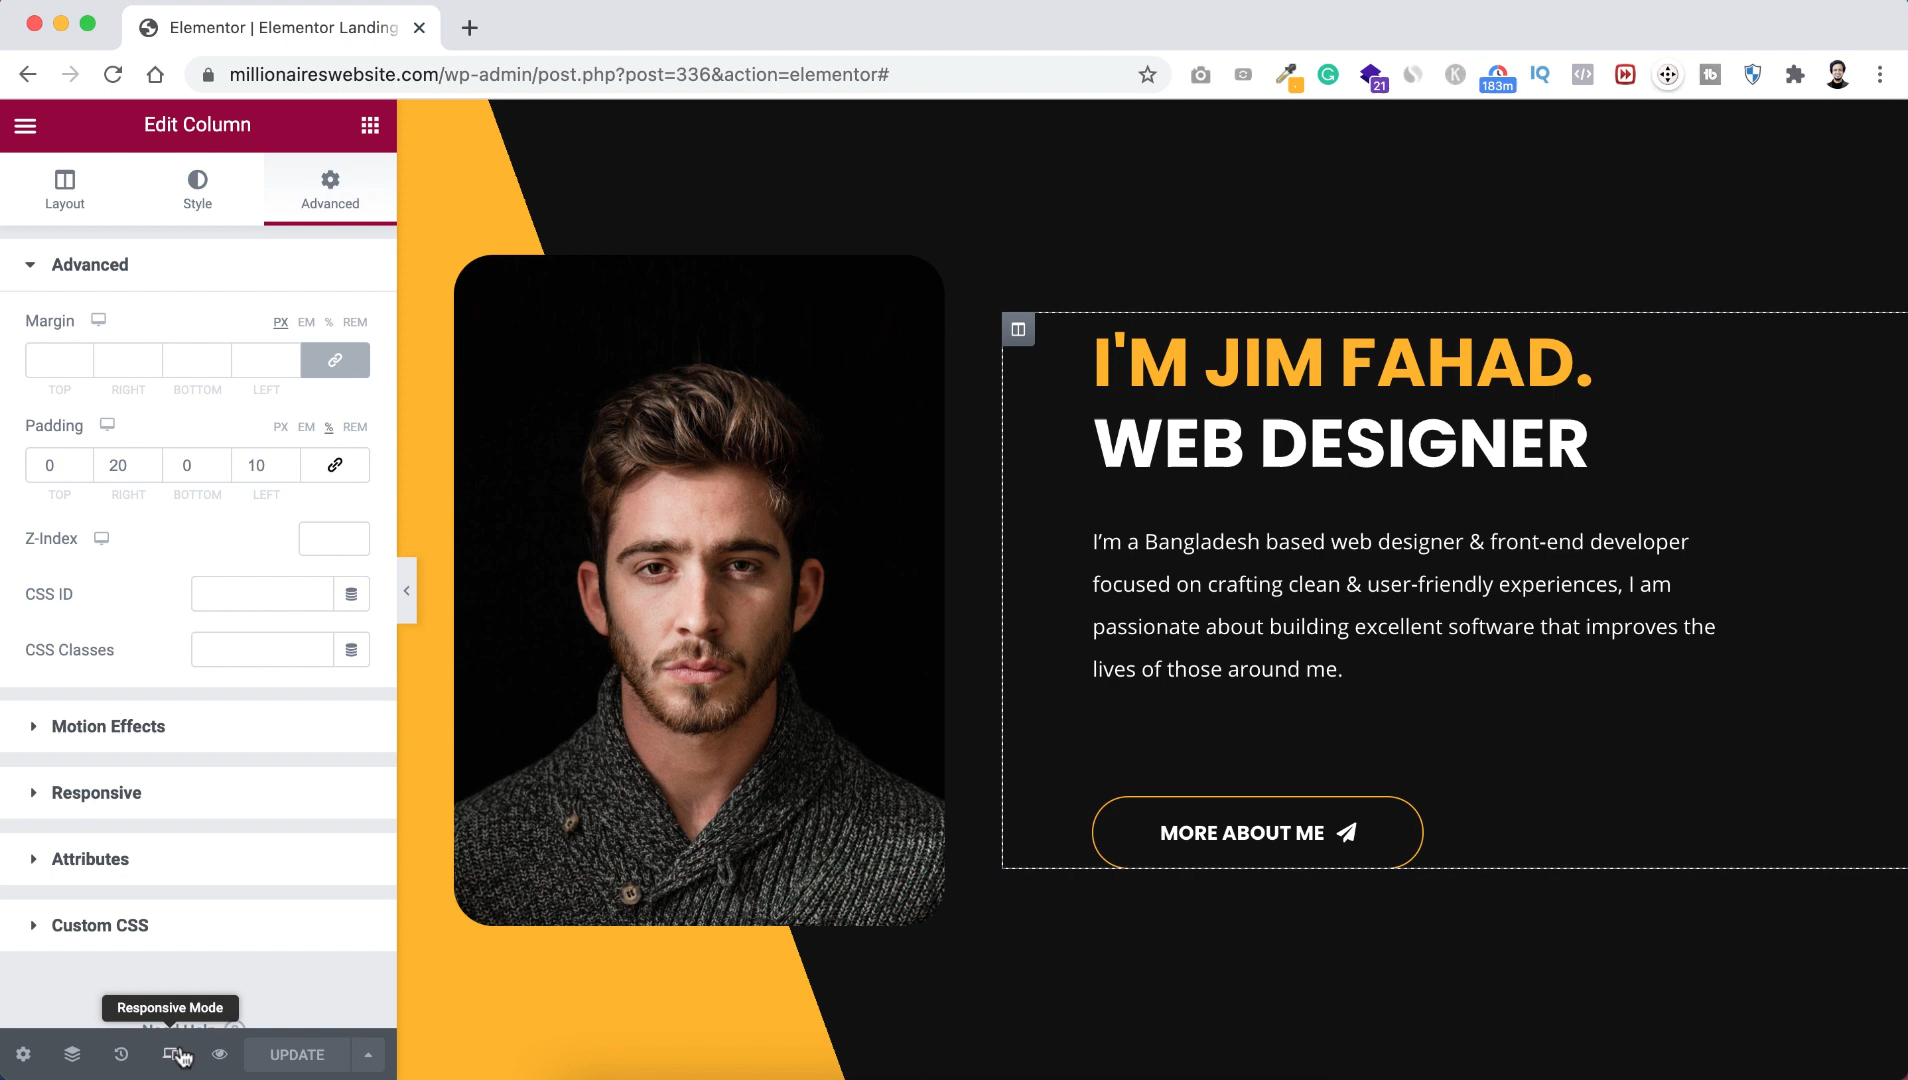 Elementor | Elementor Landing
millionaireswebsite.com/wp-admin/post.php?post=336&action=elementor#
21
183m
IQ
K
tb
Edit Column
Layout
Style
Advanced
Advanced
Margin
PX EM % REM
TOP RIGHT BOTTOM LEFT
Padding
PX EM % REM
0 20 0 10
TOP RIGHT BOTTOM LEFT
Z-Index
CSS ID
CSS Classes
Motion Effects
Responsive
Attributes
Custom CSS
Responsive Mode
UPDATE
I'M JIM FAHAD.
WEB DESIGNER
I'm a Bangladesh based web designer & front-end developer
focused on crafting clean & user-friendly experiences, I am
passionate about building excellent software that improves the
lives of those around me.
MORE ABOUT ME